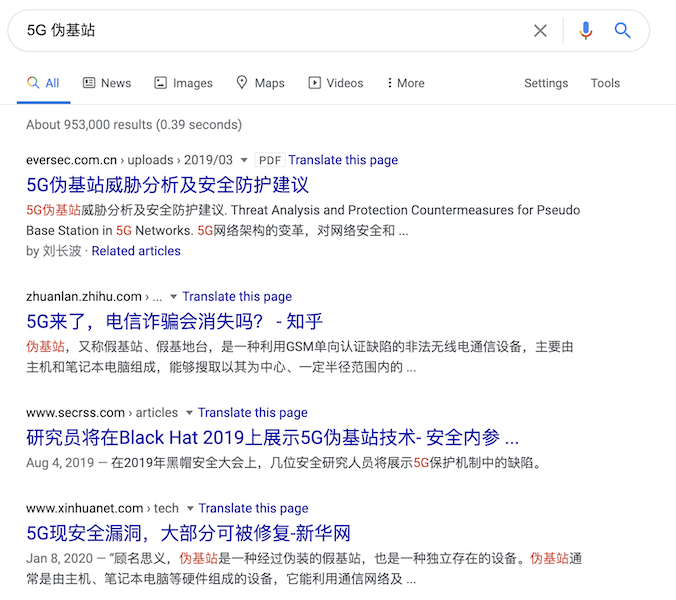 5G 伪基站
All News Images Maps Videos More Settings Tools
About 953,000 results (0.39 seconds)
eversec.com.cn › uploads › 2019/03 PDF Translate this page
5G伪基站威胁分析及安全防护建议
5G伪基站威胁分析及安全防护建议. Threat Analysis and Protection Countermeasures for Pseudo
Base Station in 5G Networks. 5G网络架构的变革，对网络安全和 ...
by 刘长波 · Related articles
zhuanlan.zhihu.com › ... Translate this page
5G来了，电信诈骗会消失吗？ - 知乎
伪基站，又称假基站、假基地台，是一种利用GSM单向认证缺陷的非法无线电通信设备，主要由
主机和笔记本电脑组成，能够搜取以其为中心、一定半径范围内的 ...
www.secrss.com › articles Translate this page
研究员将在Black Hat 2019上展示5G伪基站技术- 安全内参 ...
Aug 4, 2019 — 在2019年黑帽安全大会上，几位安全研究人员将展示5G保护机制中的缺陷。
www.xinhuanet.com › tech Translate this page
5G现安全漏洞，大部分可被修复-新华网
Jan 8, 2020 — “顾名思义，伪基站是一种经过伪装的假基站，也是一种独立存在的设备。伪基站通
常是由主机、笔记本电脑等硬件组成的设备，它能利用通信网络及 ...